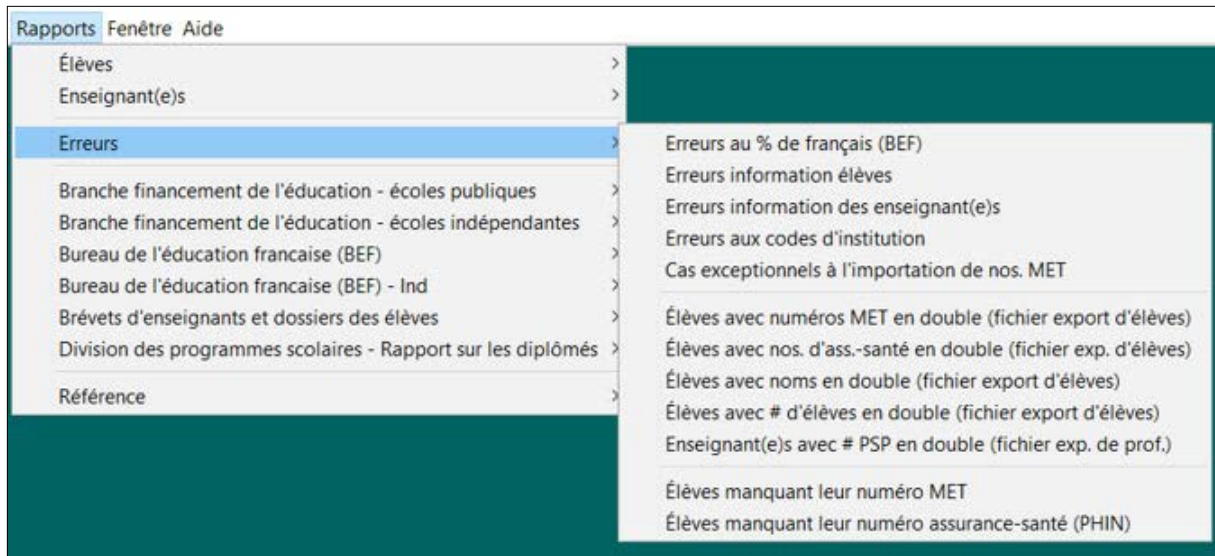 Rapports Fenêtre Aide
Élèves
Enseignant(e)s
Erreurs
Branche financement de l'éducation - écoles publiques
Branche financement de l'éducation - écoles indépendantes
Bureau de l'éducation francaise (BEF)
Bureau de l'éducation francaise (BEF) - Ind
Brévets d'enseignants et dossiers des élèves
Division des programmes scolaires - Rapport sur les diplômés
Référence
Erreurs au % de français (BEF)
Erreurs information élèves
Erreurs information des enseignant(e)s
Erreurs aux codes d'institution
Cas exceptionnels à l'importation de nos. MET
Élèves avec numéros MET en double (fichier export d'élèves)
Élèves avec nos. d'ass.-santé en double (fichier exp. d'élèves)
Élèves avec noms en double (fichier export d'élèves)
Élèves avec # d'élèves en double (fichier export d'élèves)
Enseignant(e)s avec # PSP en double (fichier exp. de prof.)
Élèves manquant leur numéro MET
Élèves manquant leur numéro assurance-santé (PHIN)